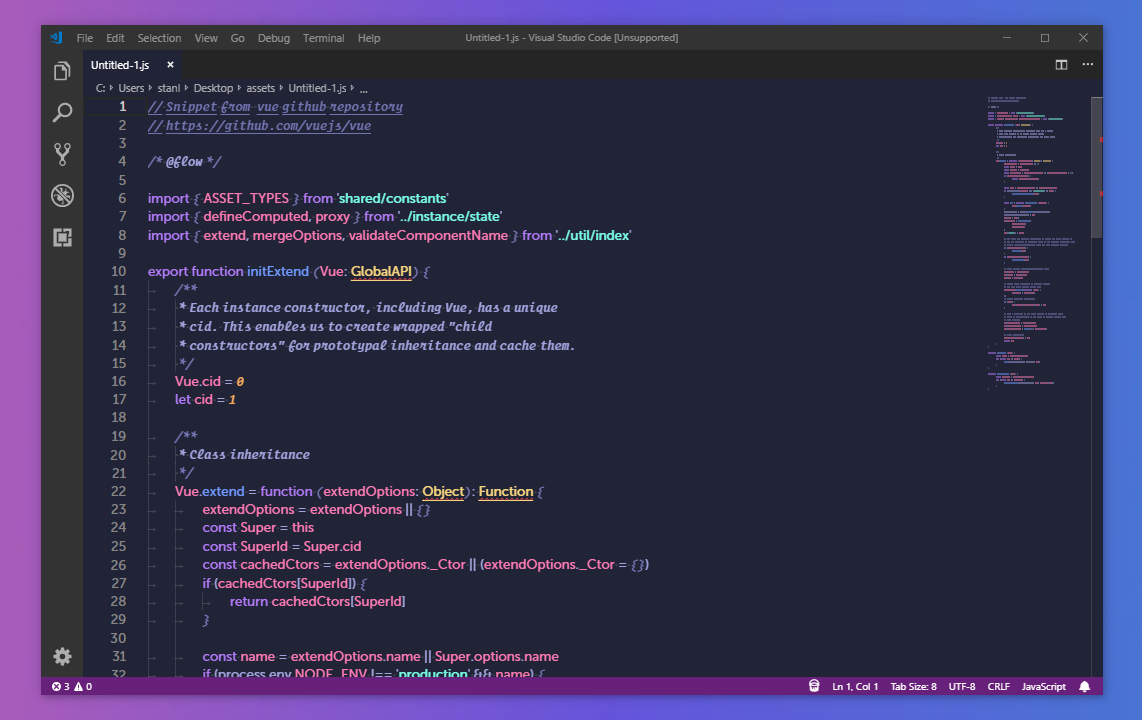 File Edit Selection View Go Debug Terminal Help Untitled-1.js - Visual Studio Code [Unsupported]
Untitled-1.js ×
C: › Users › stanl › Desktop › assets › Untitled-1.js › ...
1 // Snippet from vue github repository
2 // https://github.com/vuejs/vue
3
4 /* @flow */
5
6 import { ASSET_TYPES } from 'shared/constants'
7 import { defineComputed, proxy } from '../instance/state'
8 import { extend, mergeOptions, validateComponentName } from '../util/index'
9
10 export function initExtend (Vue: GlobalAPI) {
11 /**
12 * Each instance constructor, including Vue, has a unique
13 * cid. This enables us to create wrapped "child
14 * constructors" for prototypal inheritance and cache them.
15 */
16 Vue.cid = 0
17 let cid = 1
18
19 /**
20 * Class inheritance
21 */
22 Vue.extend = function (extendOptions: Object): Function {
23 extendOptions = extendOptions || {}
24 const Super = this
25 const SuperId = Super.cid
26 const cachedCtors = extendOptions._Ctor || (extendOptions._Ctor = {})
27 if (cachedCtors[SuperId]) {
28 return cachedCtors[SuperId]
29 }
30
31 const name = extendOptions.name || Super.options.name
32 if (process.env.NODE_ENV !== 'production' && name) {
3 0 Ln 1, Col 1 Tab Size: 8 UTF-8 CRLF JavaScript